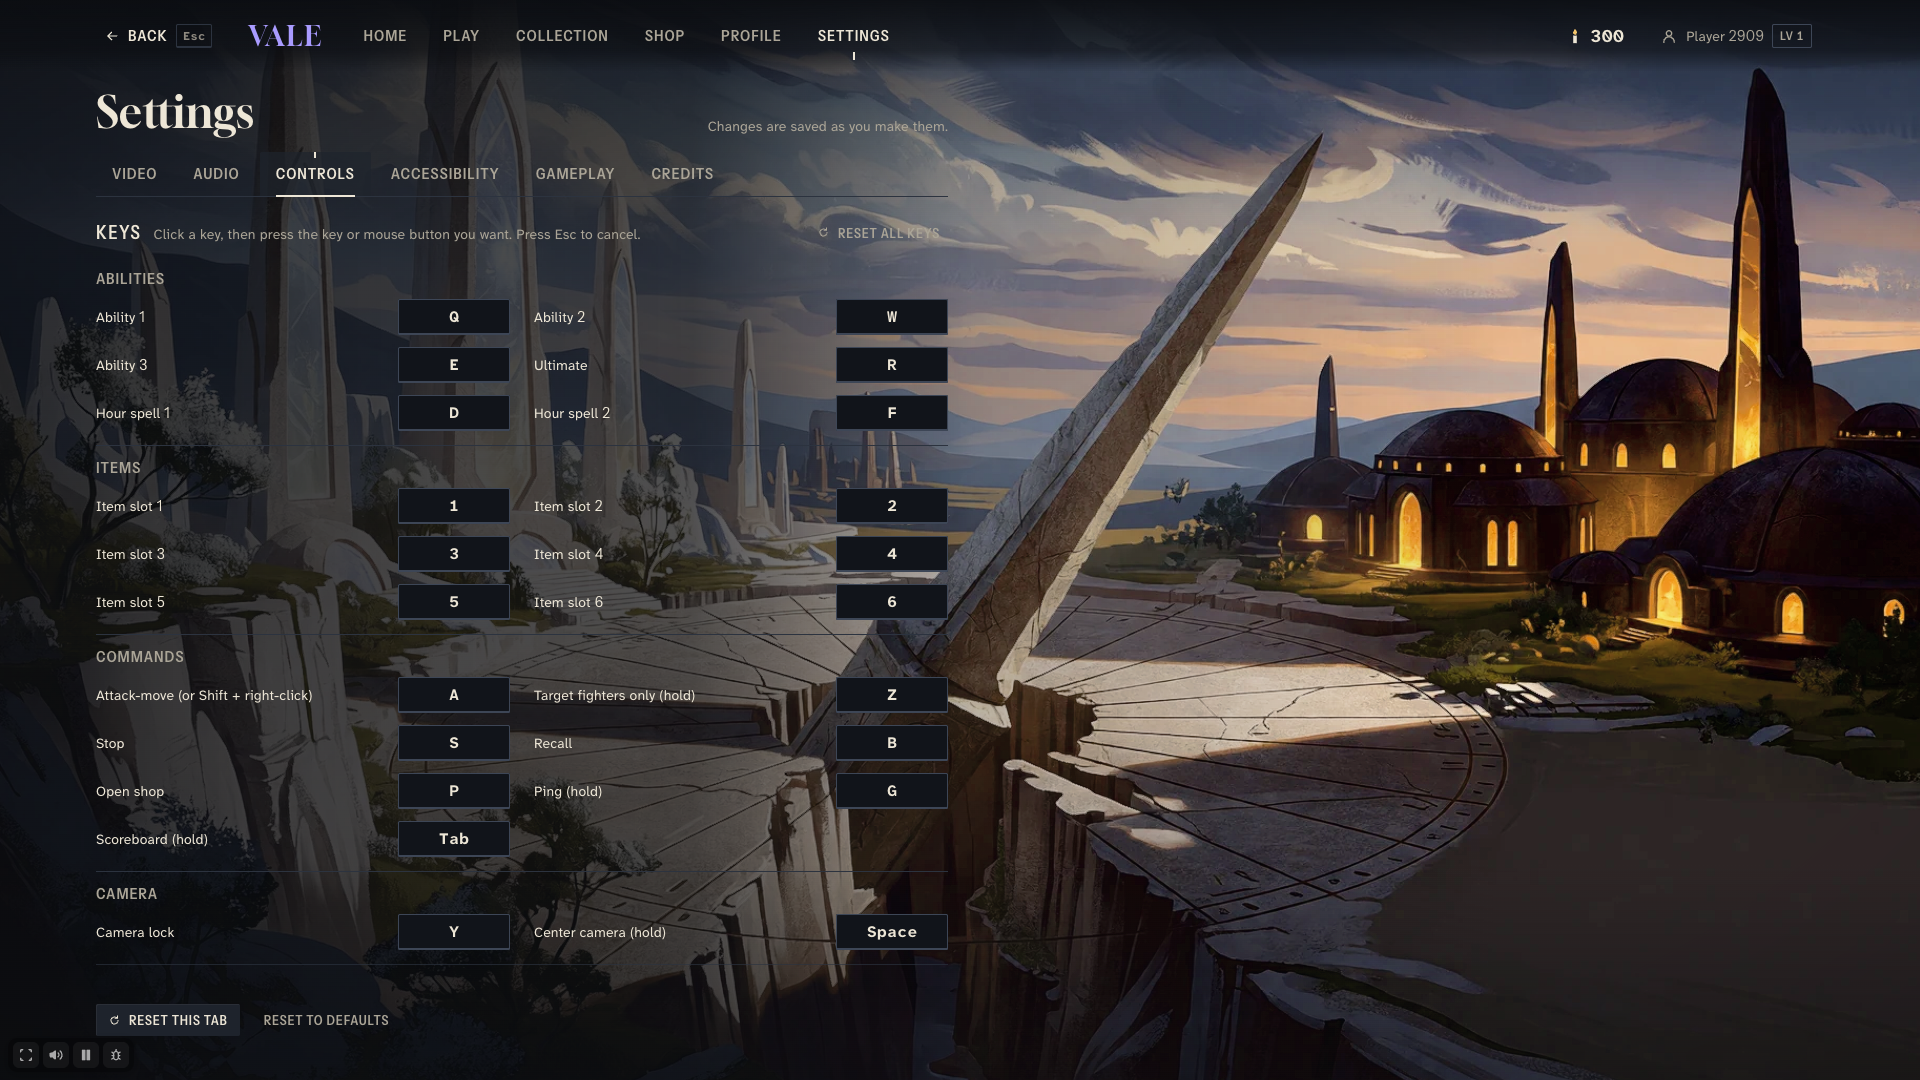 BACK Esc VALE HOME PLAY COLLECTION SHOP PROFILE SETTINGS 300 Player 2909 LV 1
Settings
Changes are saved as you make them.
VIDEO AUDIO CONTROLS ACCESSIBILITY GAMEPLAY CREDITS
KEYS Click a key, then press the key or mouse button you want. Press Esc to cancel. RESET ALL KEYS
ABILITIES
Ability 1 Q Ability 2 W
Ability 3 E Ultimate R
Hour spell 1 D Hour spell 2 F
ITEMS
Item slot 1 1 Item slot 2 2
Item slot 3 3 Item slot 4 4
Item slot 5 5 Item slot 6 6
COMMANDS
Attack-move (or Shift + right-click) A Target fighters only (hold) Z
Stop S Recall B
Open shop P Ping (hold) G
Scoreboard (hold) Tab
CAMERA
Camera lock Y Center camera (hold) Space
RESET THIS TAB RESET TO DEFAULTS